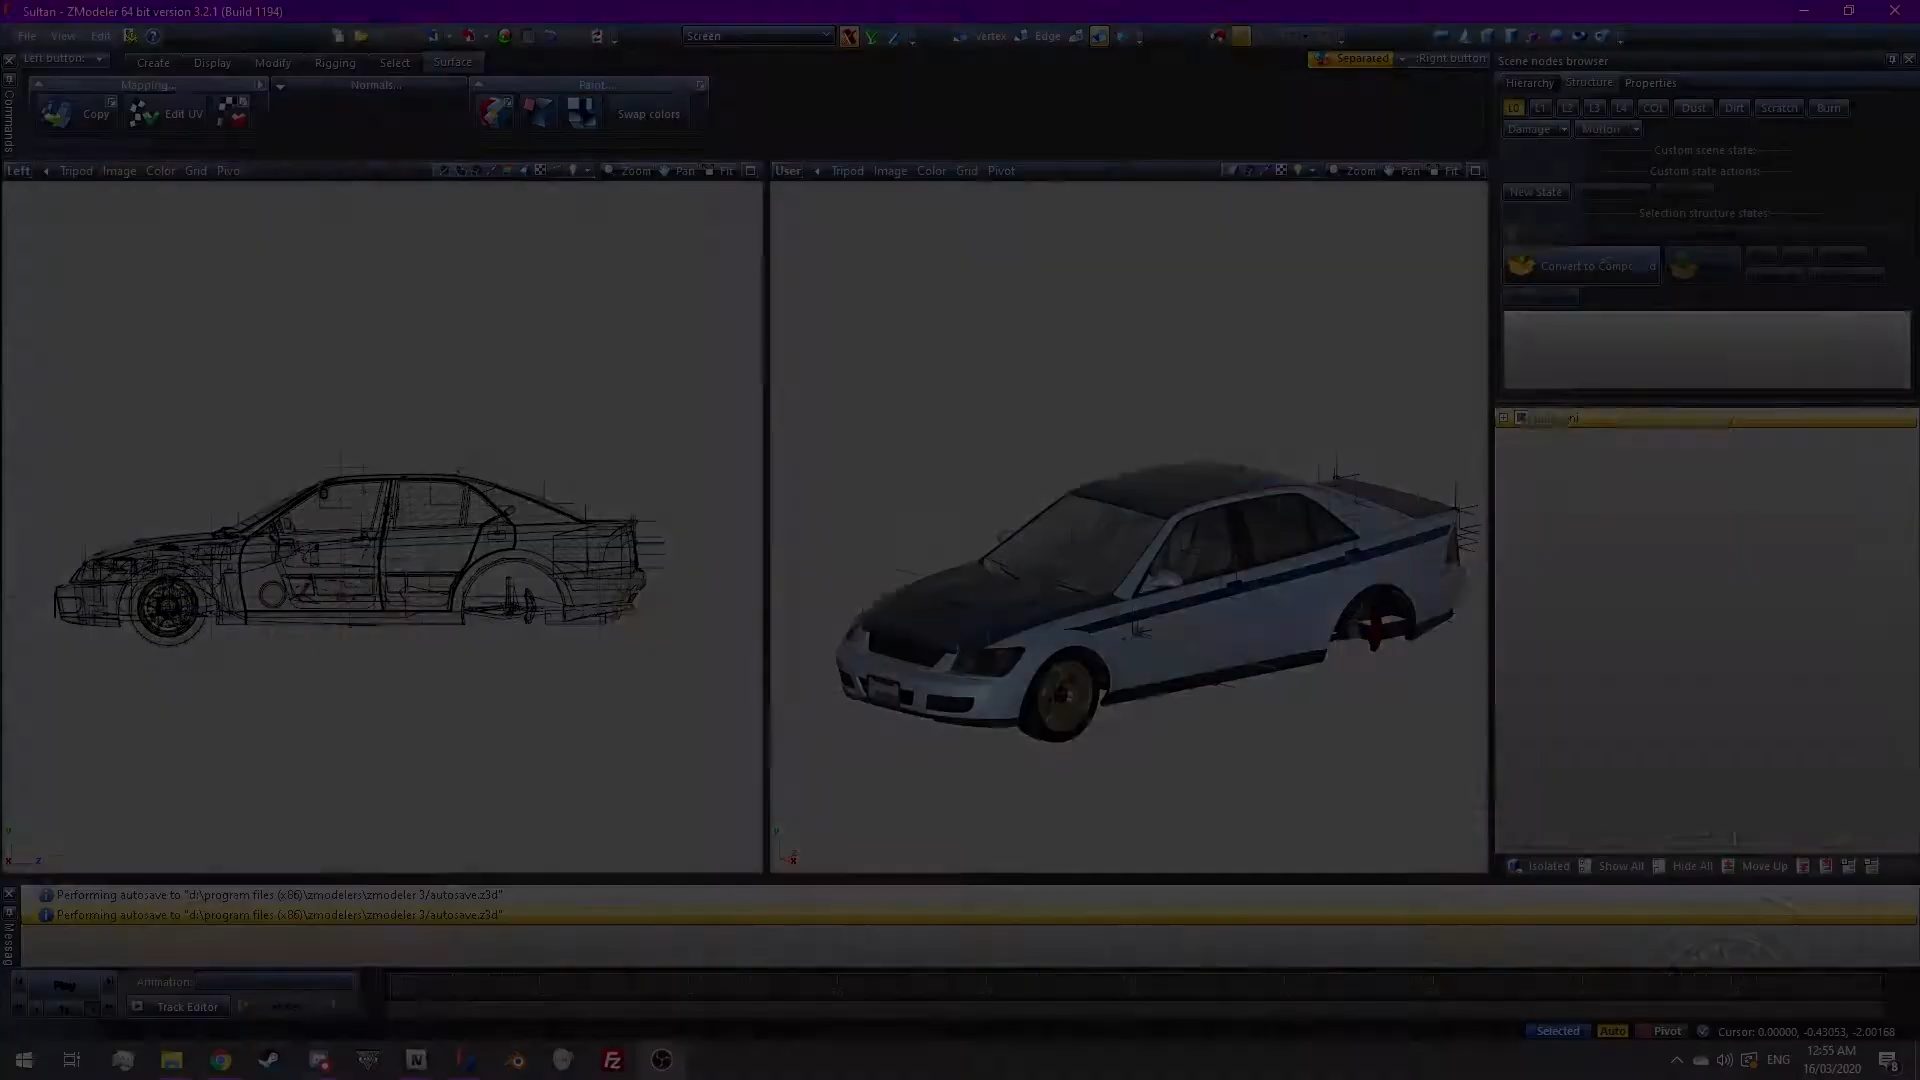 Sultan - ZModeler 64 bit version 3.2.1 (Build 1194)
File View Edit
Screen
Vertex Edge
Left button:
Create Display Modify Rigging Select Surface
Separated :Right button
Scene nodes browser
Mapping... Normals... Paint...
Hierarchy Structure Properties
Copy Edit UV Swap colors
L0 L1 L2 L3 L4 COL Dust Dirt Scratch Burn
Commands
Damage Motion
Custom scene state:
Custom state actions:
Left Tripod Image Color Grid Pivo Zoom Pan Fit
User Tripod Image Color Grid Pivot Zoom Pan Fit
New State
Selection structure states:
Convert to
Isolated Show All Hide All Move Up
Performing autosave to "d:\program files (x86)\zmodelers\zmodeler 3/autosave.z3d"
Performing autosave to "d:\program files (x86)\zmodelers\zmodeler 3/autosave.z3d"
Messag
Play Animation:
Track Editor
Selected Auto Pivot Cursor: 0.00000, -0.43053, -2.00168
ENG
12:55 AM
16/03/2020